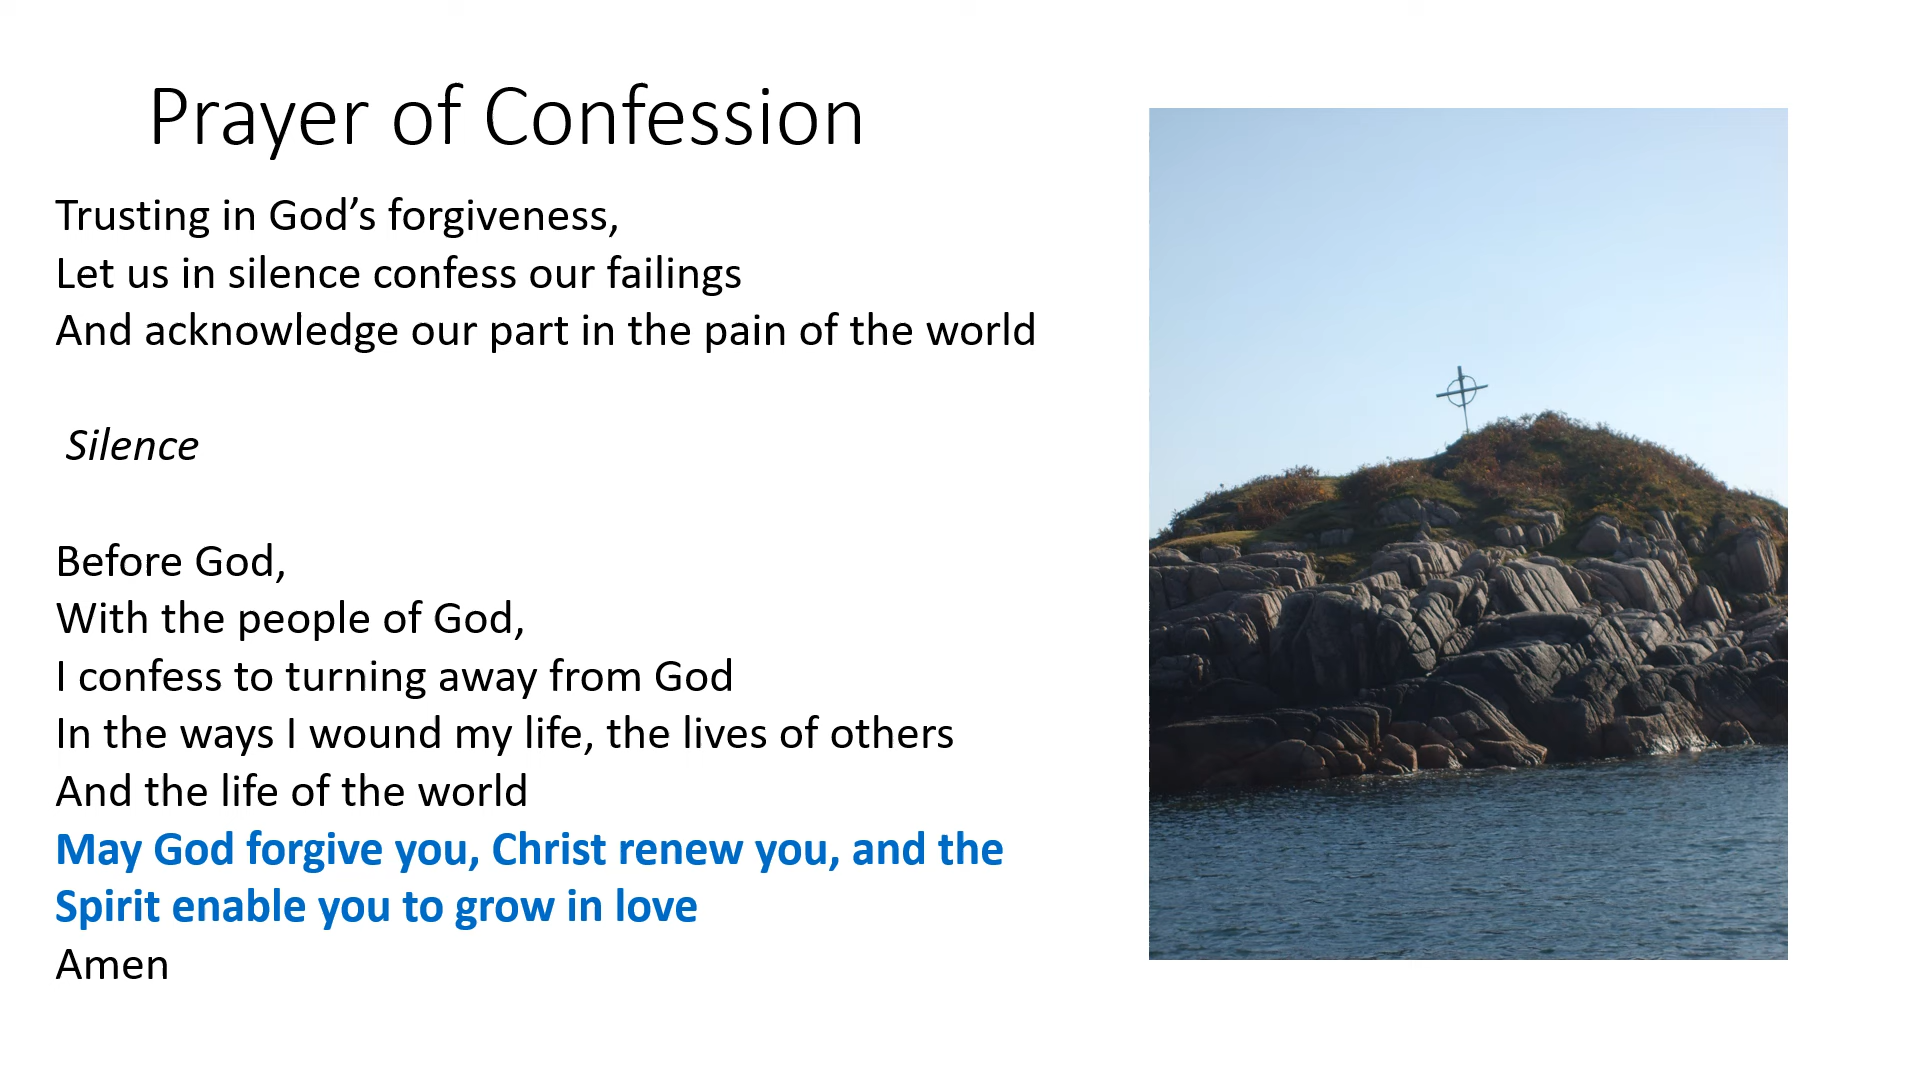 Prayer of Confession
Trusting in God’s forgiveness,
Let us in silence confess our failings
And acknowledge our part in the pain of the world
Silence
Before God,
With the people of God,
I confess to turning away from God
In the ways I wound my life, the lives of others
And the life of the world
May God forgive you, Christ renew you, and the
Spirit enable you to grow in love
Amen